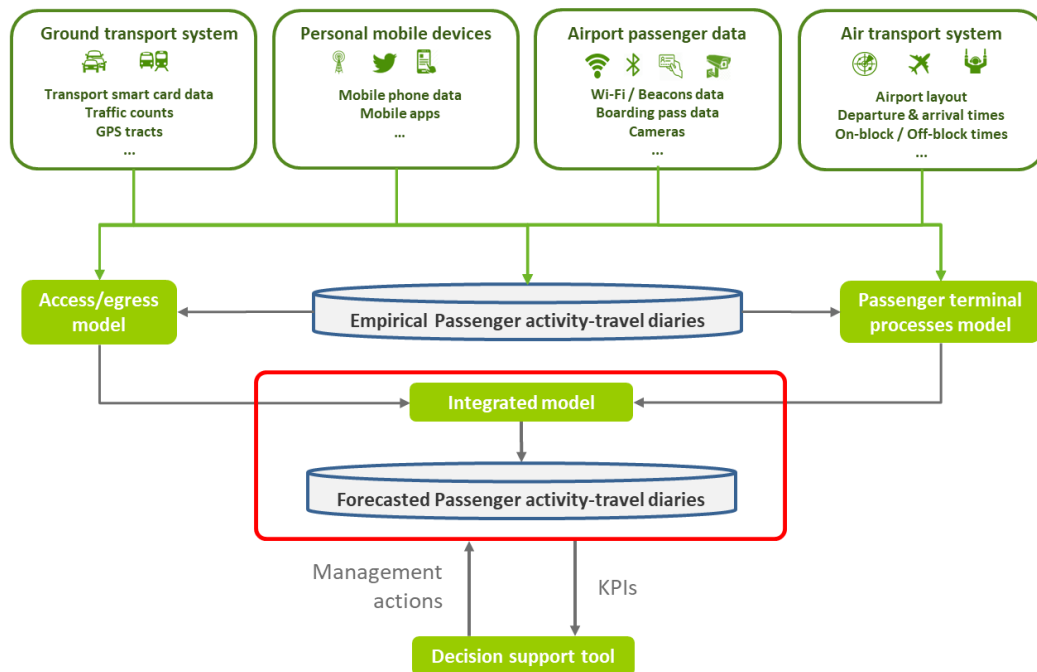 Ground transport system
Transport smart card data
Traffic counts
GPS tracts
...
Personal mobile devices
Mobile phone data
Mobile apps
...
Airport passenger data
Wi-Fi / Beacons data
Boarding pass data
Cameras
...
Air transport system
Airport layout
Departure & arrival times
On-block / Off-block times
...
Access/egress
model
Empirical Passenger activity-travel diaries
Passenger terminal
processes model
Integrated model
Forecasted Passenger activity-travel diaries
Management
actions
KPIs
Decision support tool